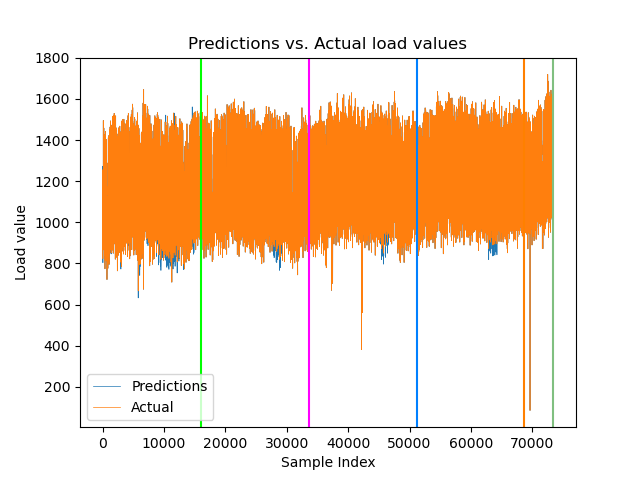 Predictions vs. Actual load values
1800
1600
1400
1200
1000
800
600
400
200
Load value
Predictions
Actual
0 10000 20000 30000 40000 50000 60000 70000
Sample Index